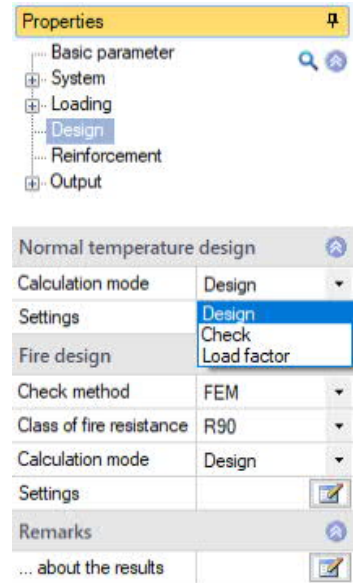 Properties
Basic parameter
System
Loading
Design
Reinforcement
Output
Normal temperature design
Calculation mode Design
Settings Design
Check
Fire design Load factor
Check method FEM
Class of fire resistance R90
Calculation mode Design
Settings
Remarks
... about the results